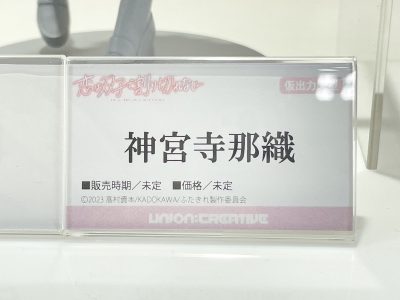 恋は双子で割り切れない
仮出力
神宮寺那織
■販売時期／未定 ■価格／未定
©2023 髙村資本/KADOKAWA/ふたきれ製作委員会
UNION:CREATIVE